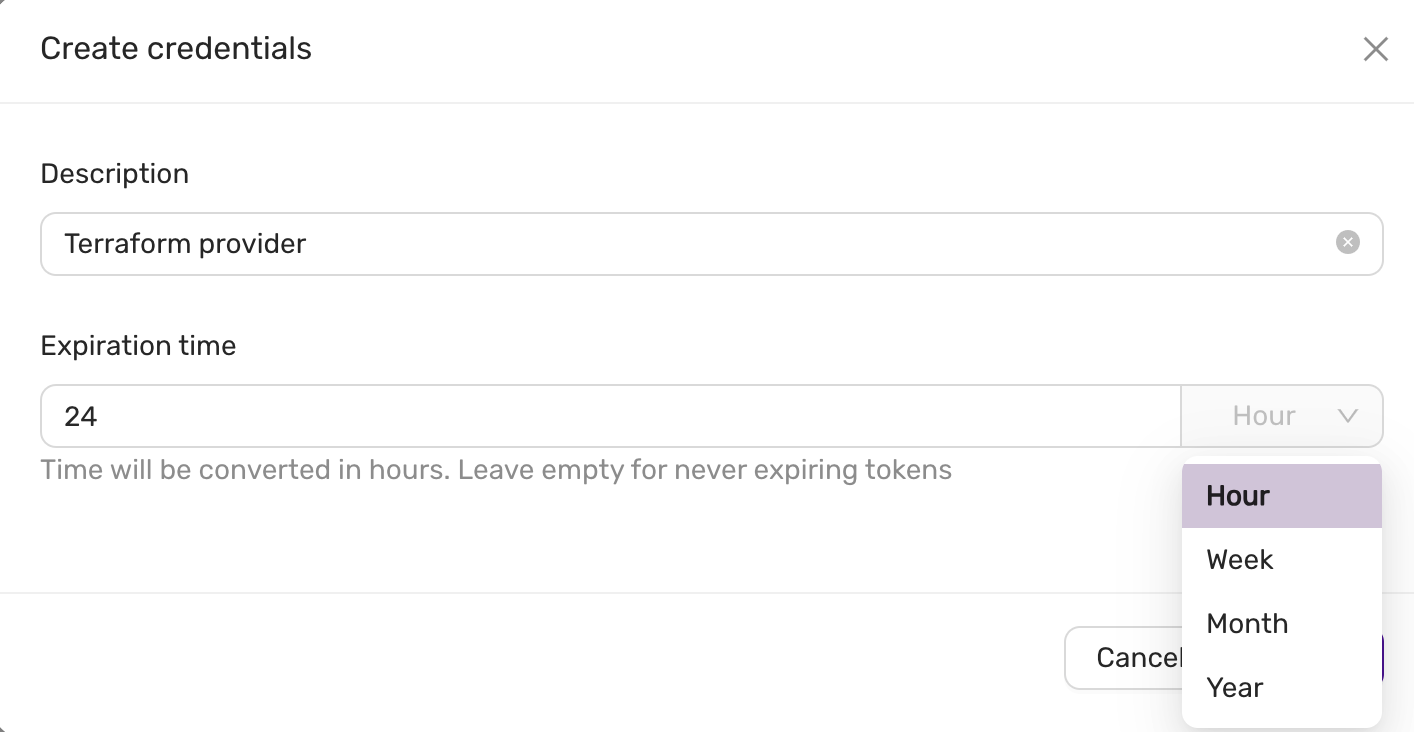 Create credentials
Description
Terraform provider
Expiration time
24
Hour
Time will be converted in hours. Leave empty for never expiring tokens
Hour
Week
Month
Year
Cancel